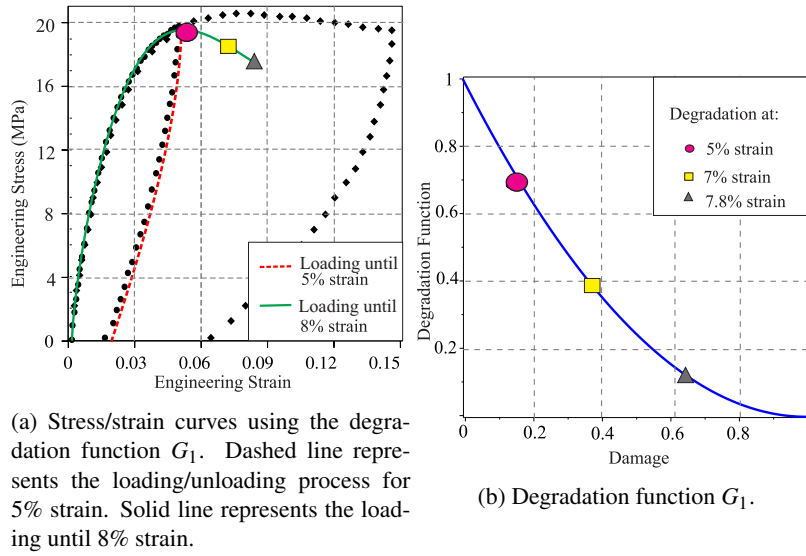 Engineering Stress (MPa)
20
16
12
8
4
0
0
0.03
0.06
0.09
0.12
0.15
Engineering Strain
Loading until
5% strain
Loading until
8% strain
(a) Stress/strain curves using the degra-
dation function G1. Dashed line repre-
sents the loading/unloading process for
5% strain. Solid line represents the load-
ing until 8% strain.
Degradation Function
1
0.8
0.6
0.4
0.2
0
0.2
0.4
0.6
0.8
Damage
Degradation at:
5% strain
7% strain
7.8% strain
(b) Degradation function G1.